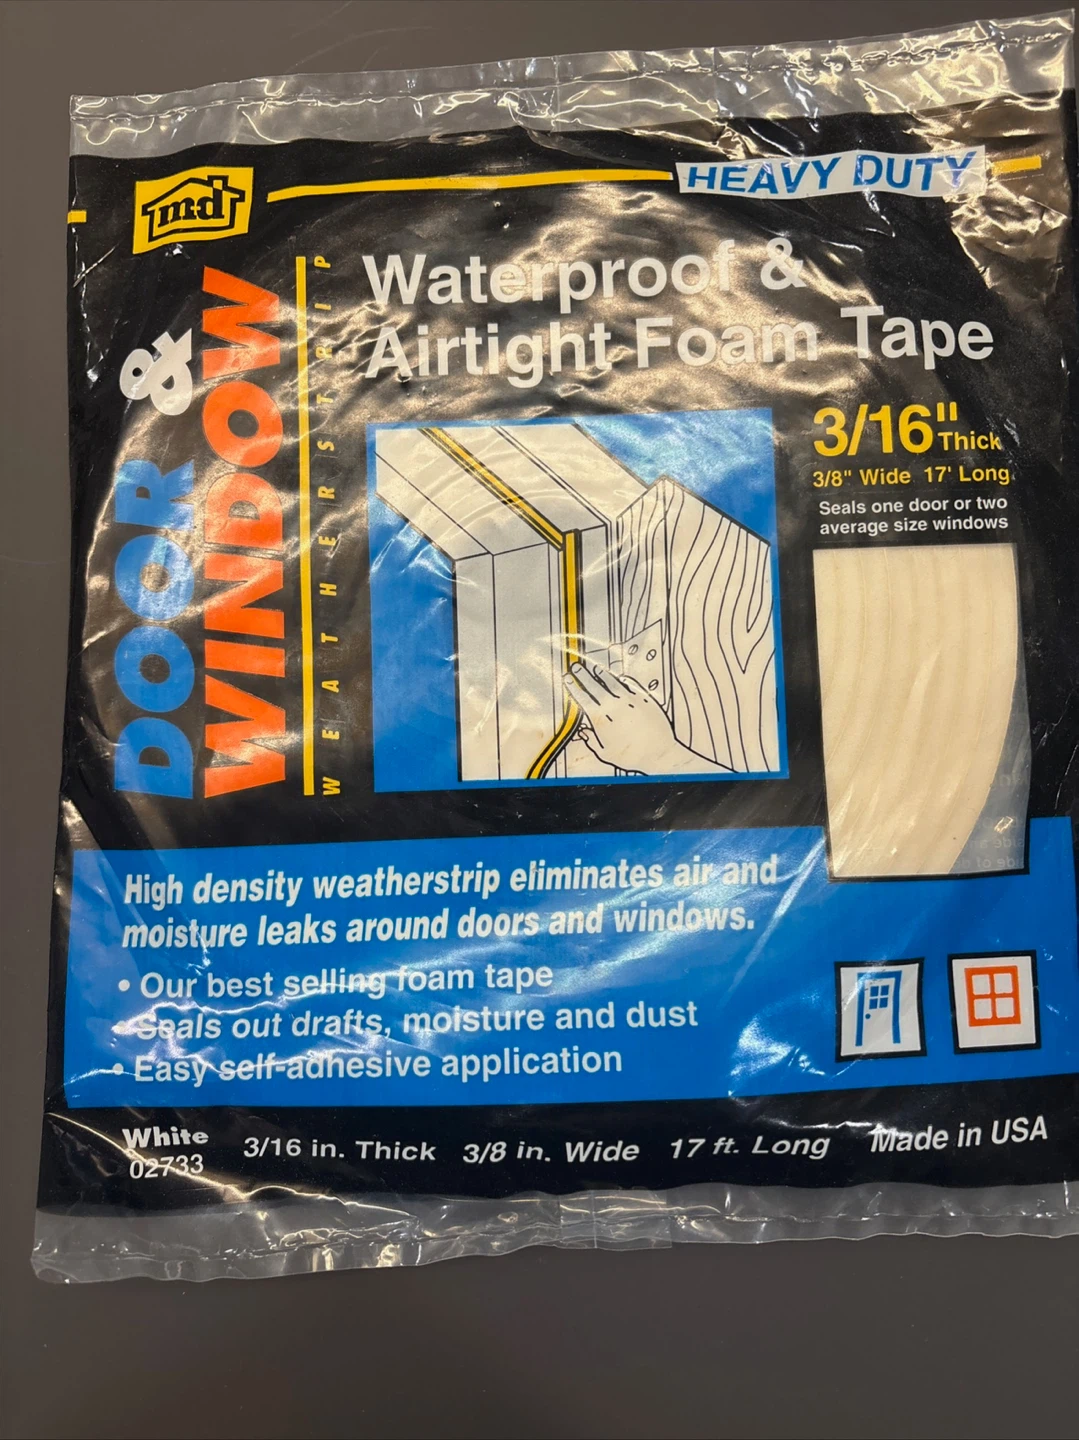 md
HEAVY DUTY
DOOR & WINDOW
WEATHERSTRIP
Waterproof &
Airtight Foam Tape
3/16" Thick
3/8" Wide 17' Long
Seals one door or two
average size windows
High density weatherstrip eliminates air and
moisture leaks around doors and windows.
• Our best selling foam tape
• Seals out drafts, moisture and dust
• Easy self-adhesive application
White
02733
3/16 in. Thick 3/8 in. Wide 17 ft. Long Made in USA